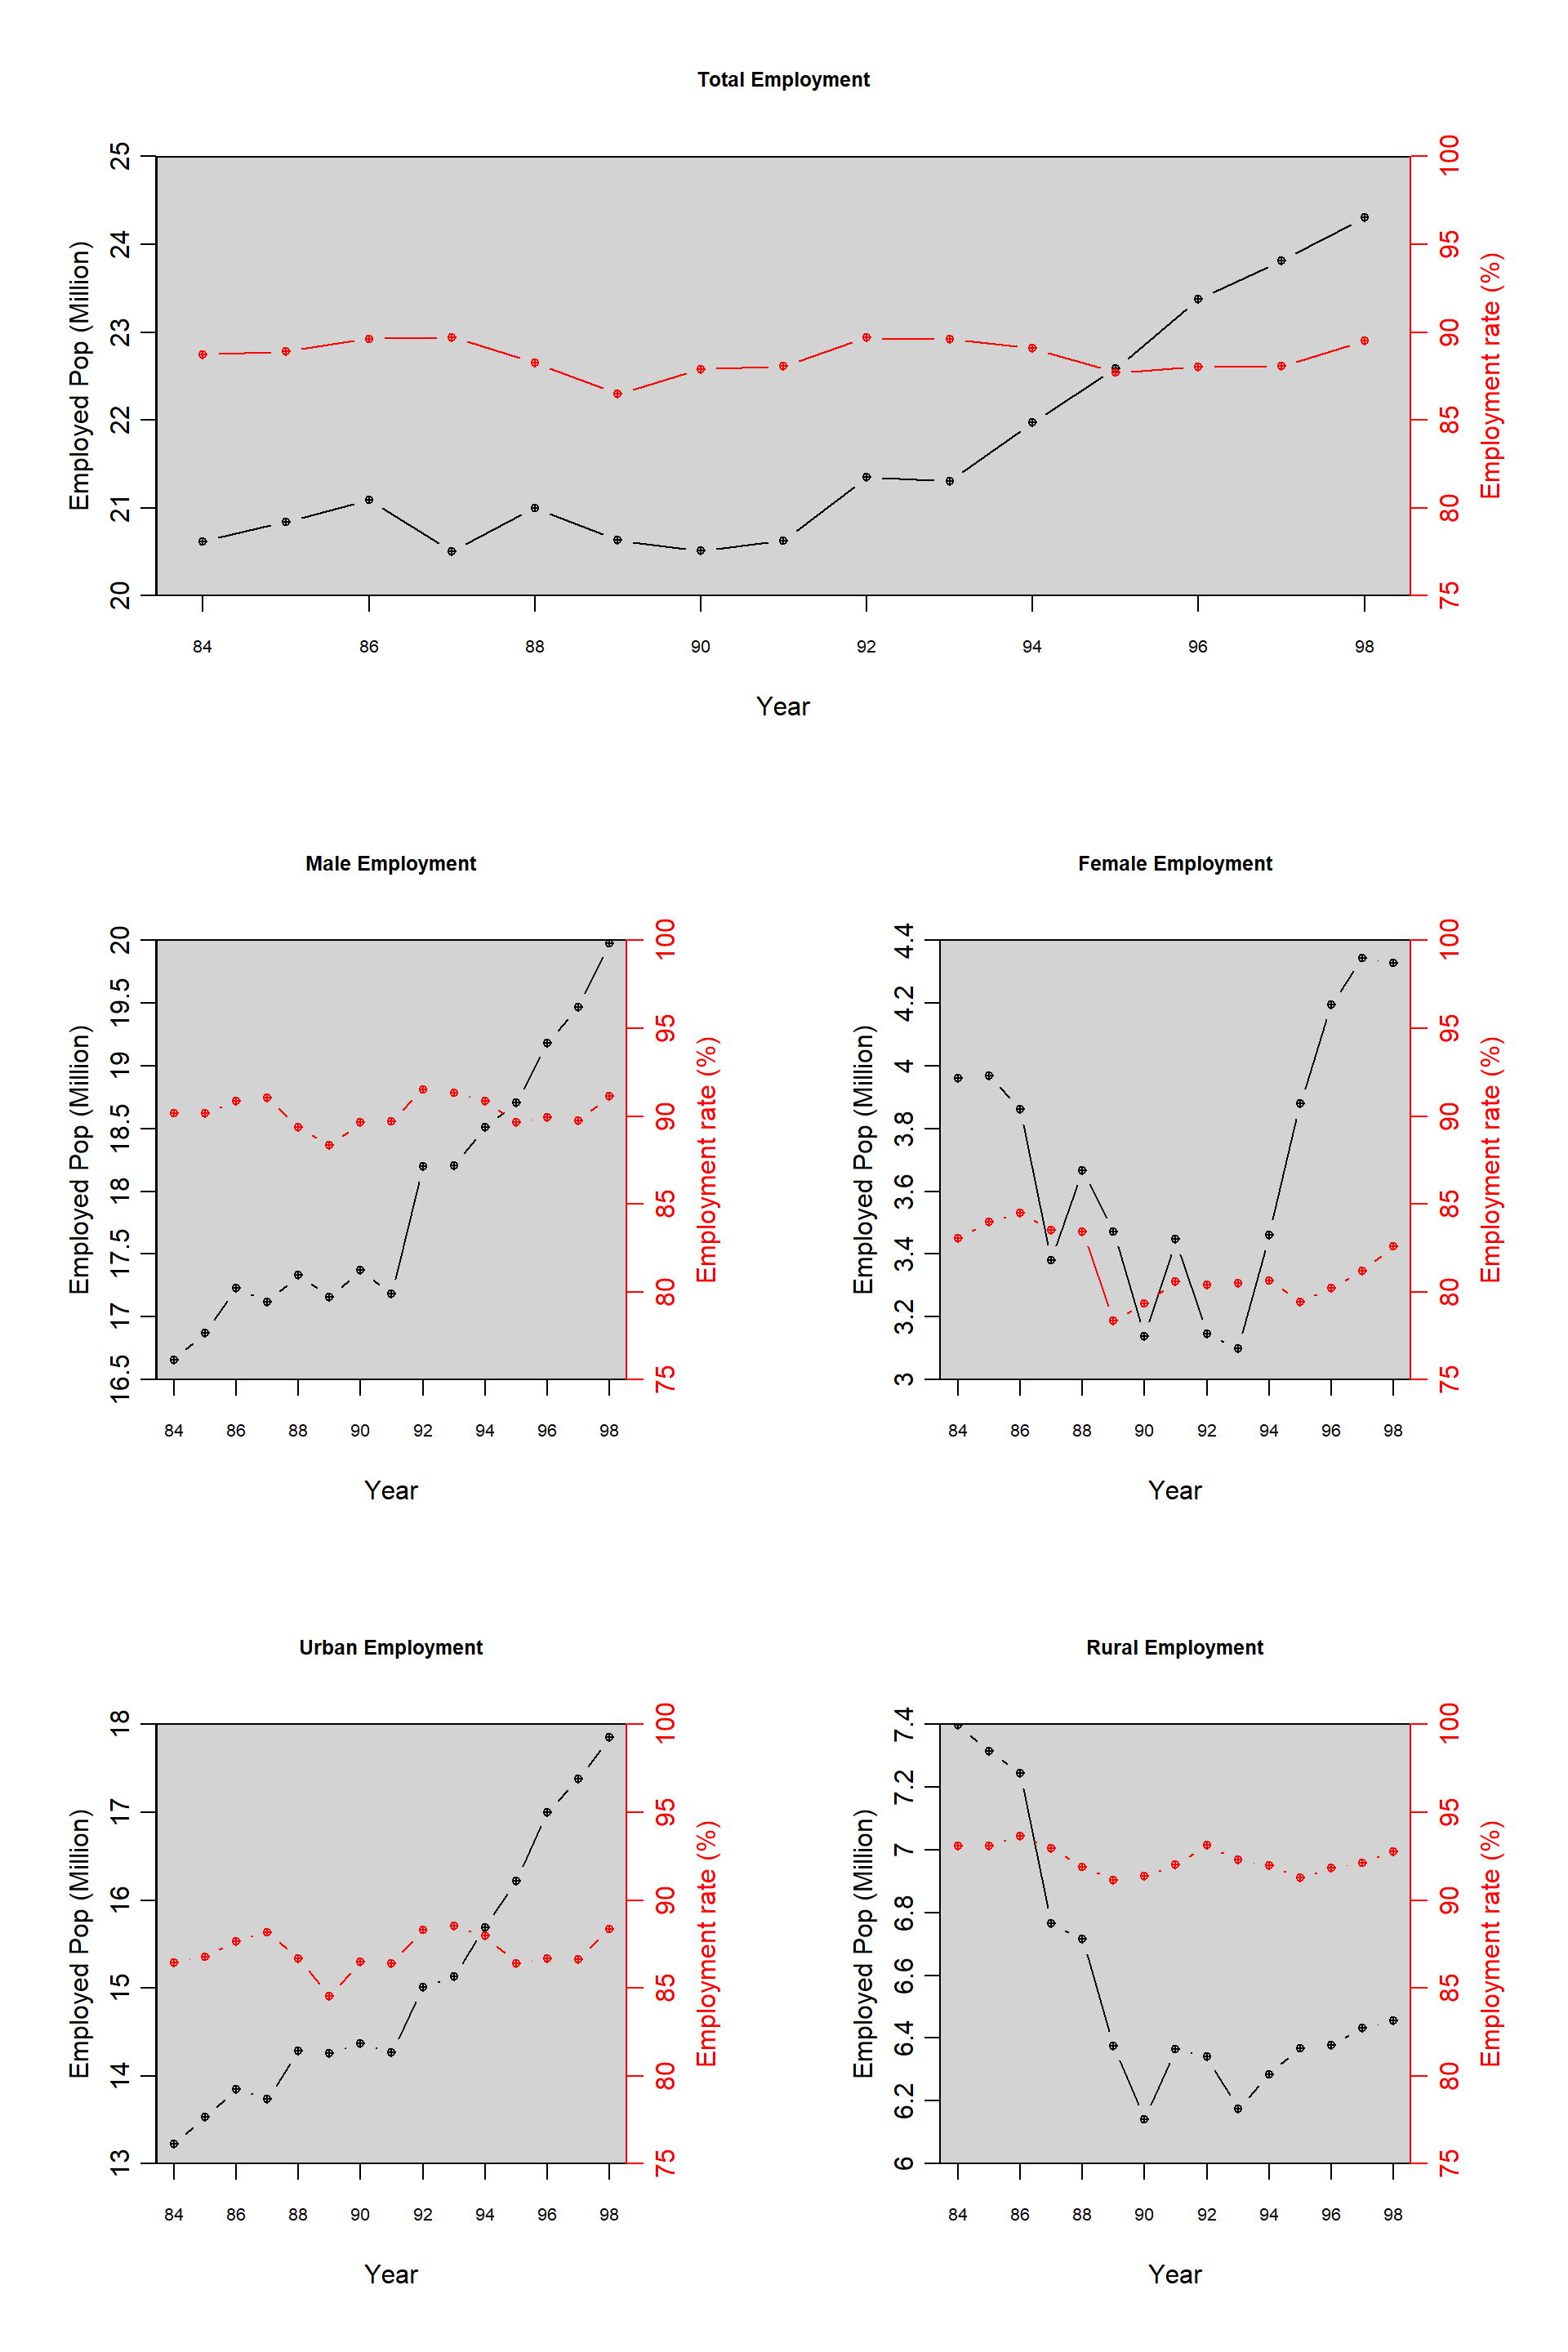 Total Employment
25
24
23
22
21
20
Employed Pop (Million)
100
95
90
85
80
75
Employment rate (%)
84 86 88 90 92 94 96 98
Year
Male Employment
20
19.5
19
18.5
18
17.5
17
16.5
Employed Pop (Million)
100
95
90
85
80
75
Employment rate (%)
84 86 88 90 92 94 96 98
Year
Female Employment
4.4
4.2
4
3.8
3.6
3.4
3.2
3
Employed Pop (Million)
100
95
90
85
80
75
Employment rate (%)
84 86 88 90 92 94 96 98
Year
Urban Employment
18
17
16
15
14
13
Employed Pop (Million)
100
95
90
85
80
75
Employment rate (%)
84 86 88 90 92 94 96 98
Year
Rural Employment
7.4
7.2
7
6.8
6.6
6.4
6.2
6
Employed Pop (Million)
100
95
90
85
80
75
Employment rate (%)
84 86 88 90 92 94 96 98
Year